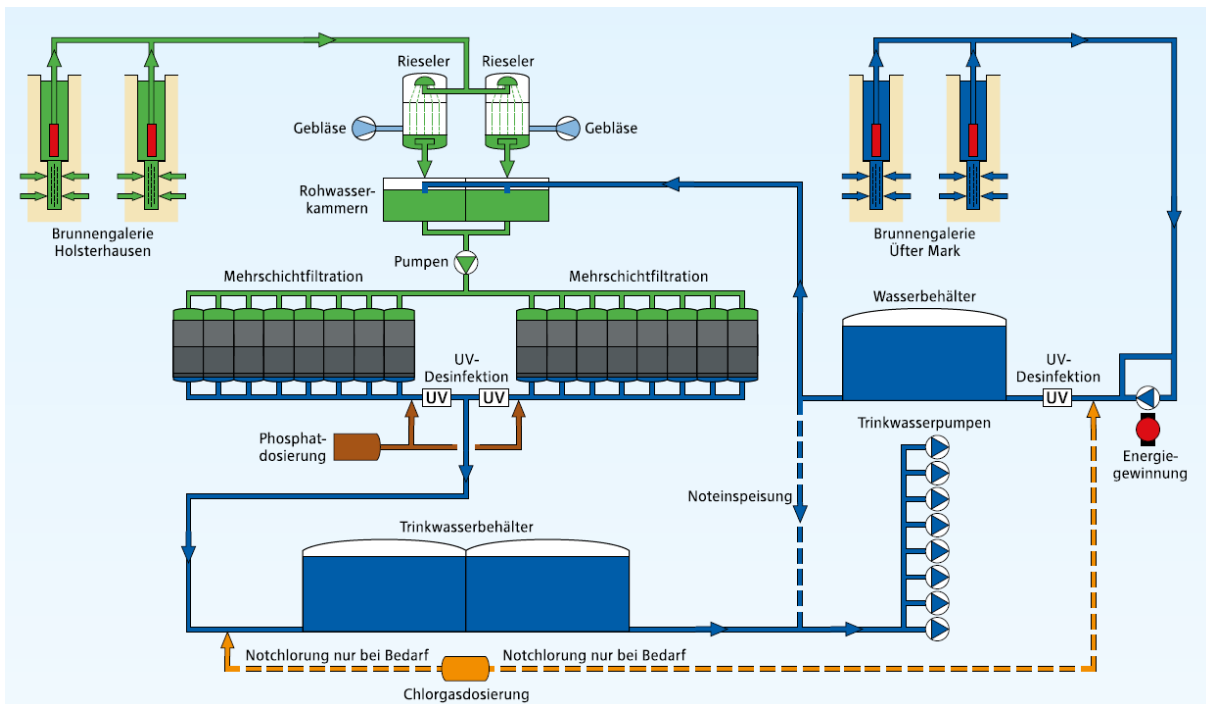 Rieseler
Rieseler
Gebläse
Gebläse
Rohwasser-
kammern
Brunnengalerie
Holsterhausen
Brunnengalerie
Üfter Mark
Pumpen
Mehrschichtfiltration
Mehrschichtfiltration
Wasserbehälter
UV-
Desinfektion
UV-
Desinfektion
UV
UV
UV
Trinkwasserpumpen
Phosphat-
dosierung
Energie-
gewinnung
Noteinspeisung
Trinkwasserbehälter
Notchlorung nur bei Bedarf
Notchlorung nur bei Bedarf
Chlorgasdosierung